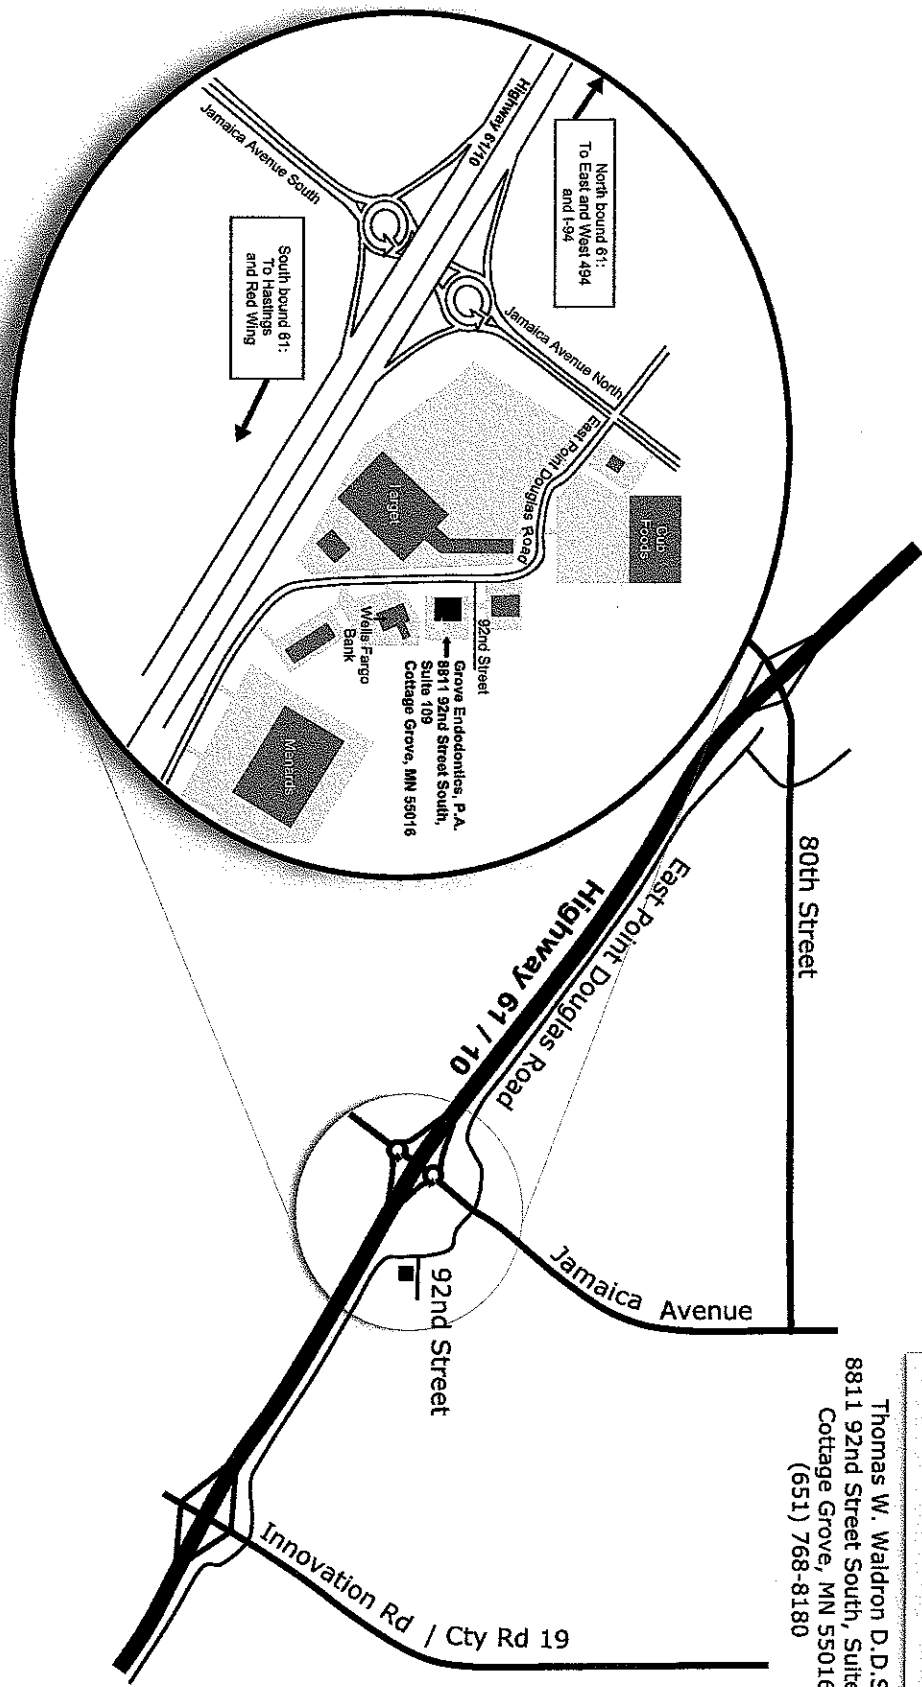 Thomas W. Waldron D.D.S
8811 92nd Street South, Suite
Cottage Grove, MN 55016
(651) 768-8180
80th Street
East Point Douglas Road
Highway 61 / 10
Jamaica Avenue
92nd Street
Innovation Rd / Cty Rd 19
North bound 61:
To East and West 494
and I-94
Highway 61/10
Jamaica Avenue South
South bound 61:
To Hastings
and Red Wing
Jamaica Avenue North
East Point Douglas Road
Cub
Foods
Target
92nd Street
Wells Fargo
Bank
Grove Endodontics, P.A.
8811 92nd Street South,
Suite 109
Cottage Grove, MN 55016
Menards